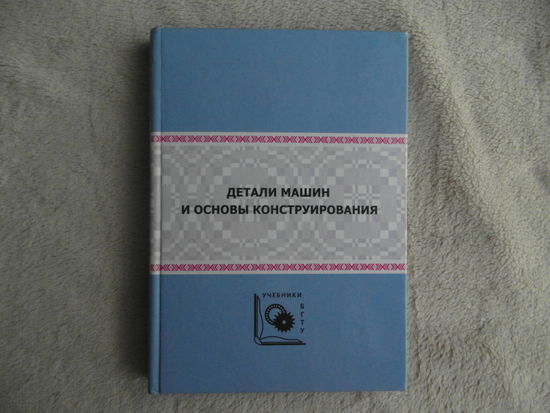 ДЕТАЛИ МАШИН
И ОСНОВЫ КОНСТРУИРОВАНИЯ
УЧЕБНИКИ
БГТУ